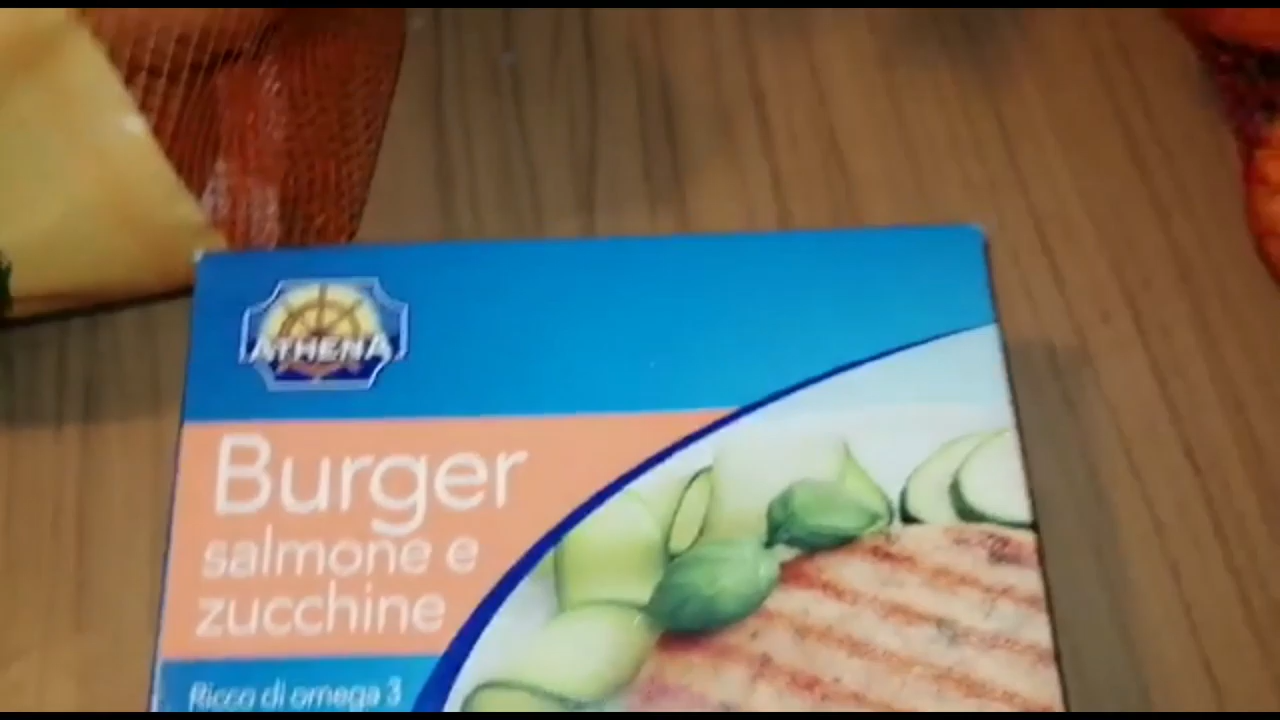 ATHENA
Burger
salmone e
zucchine
Ricco di omega 3